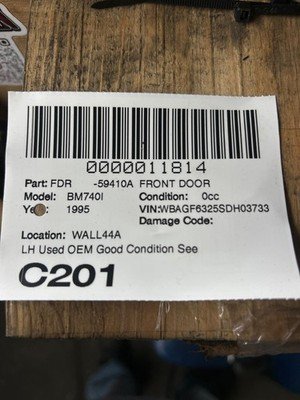 0000011814
Part: FDR -59410A FRONT DOOR
Model: BM740I Condition: 0cc
Year: 1995 VIN:WBAGF6325SDH03733
Damage Code:
Location: WALL44A
LH Used OEM Good Condition See
C201